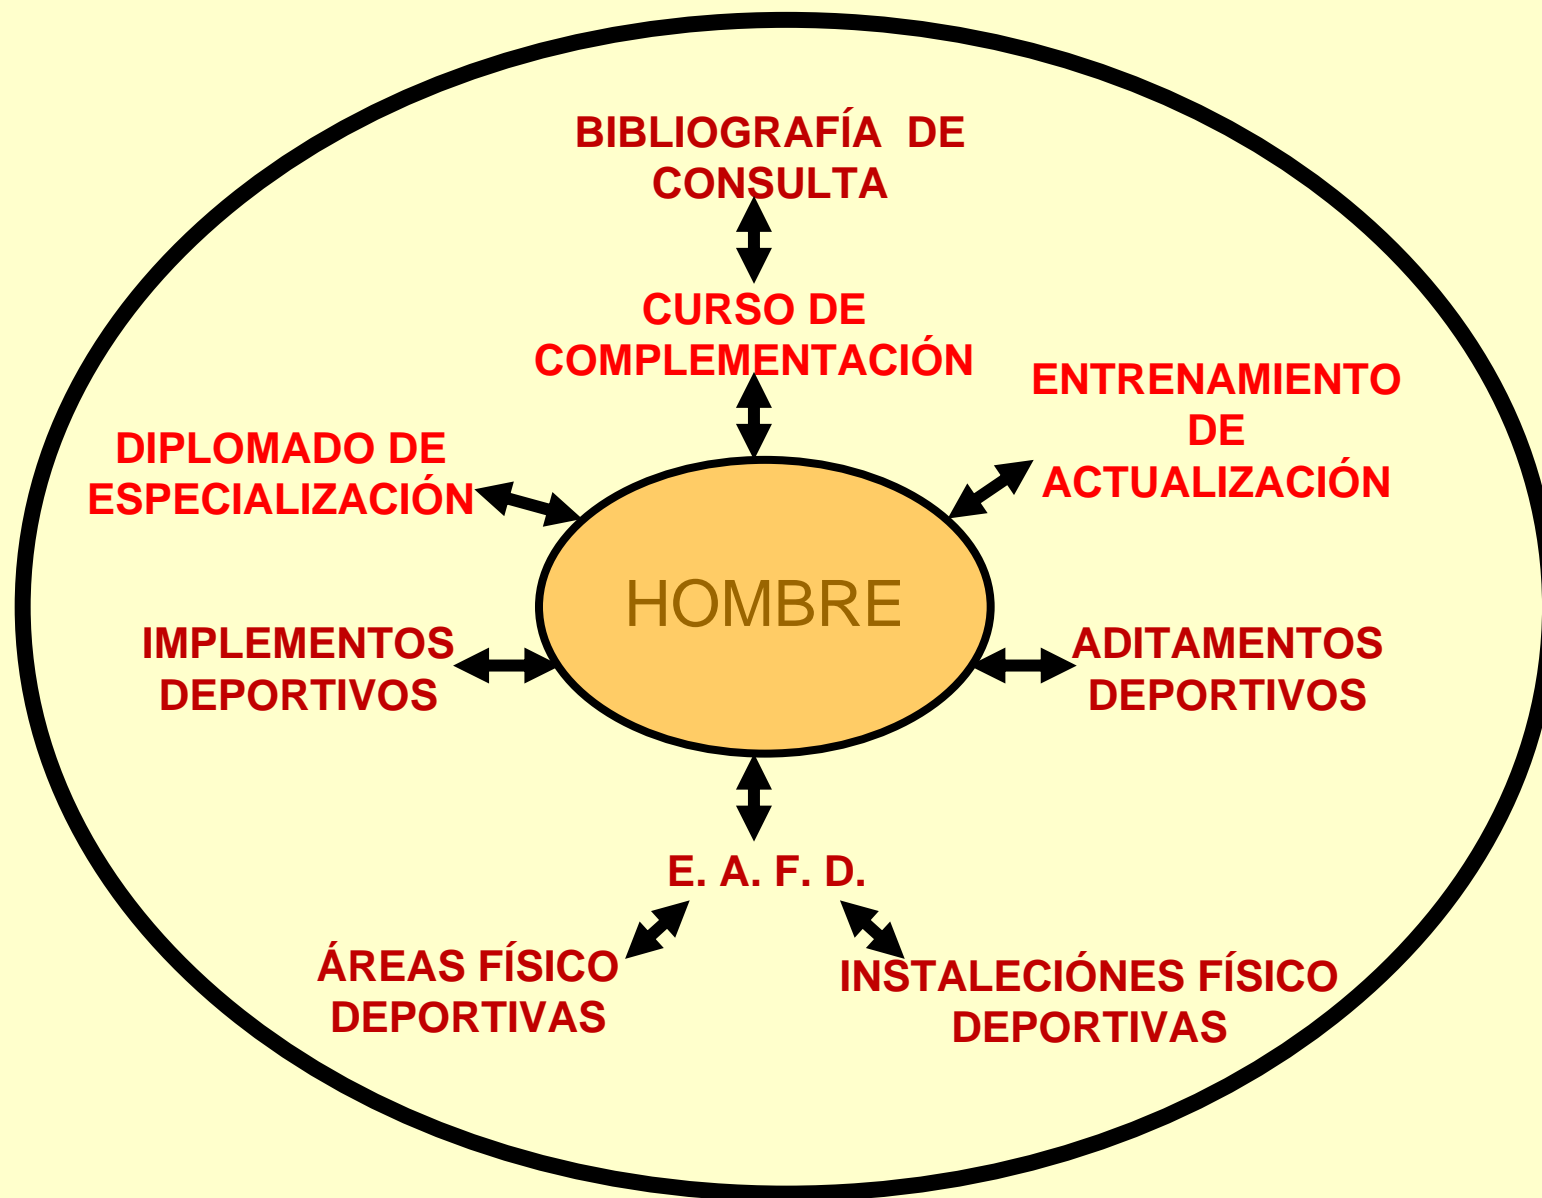 BIBLIOGRAFÍA DE
CONSULTA
CURSO DE
COMPLEMENTACIÓN
ENTRENAMIENTO
DE
ACTUALIZACIÓN
DIPLOMADO DE
ESPECIALIZACIÓN
HOMBRE
IMPLEMENTOS
DEPORTIVOS
ADITAMENTOS
DEPORTIVOS
E. A. F. D.
ÁREAS FÍSICO
DEPORTIVAS
INSTALECIÓNES FÍSICO
DEPORTIVAS